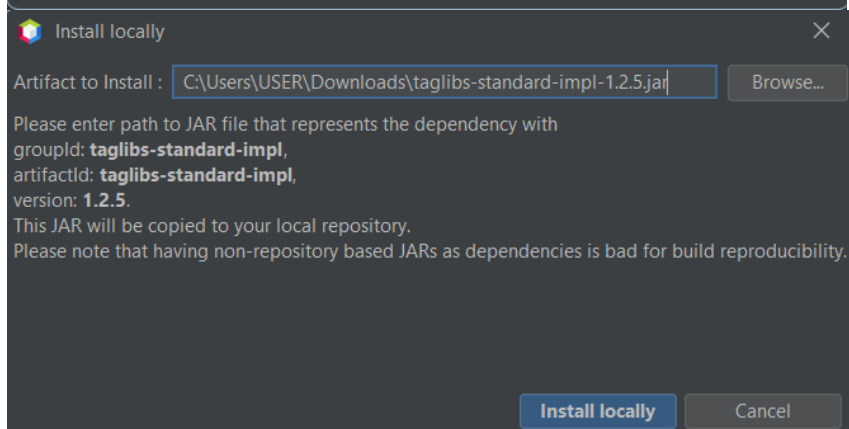 Install locally
Artifact to Install : C:\Users\USER\Downloads\taglibs-standard-impl-1.2.5.jar Browse...
Please enter path to JAR file that represents the dependency with
groupId: taglibs-standard-impl,
artifactId: taglibs-standard-impl,
version: 1.2.5.
This JAR will be copied to your local repository.
Please note that having non-repository based JARs as dependencies is bad for build reproducibility.
Install locally Cancel